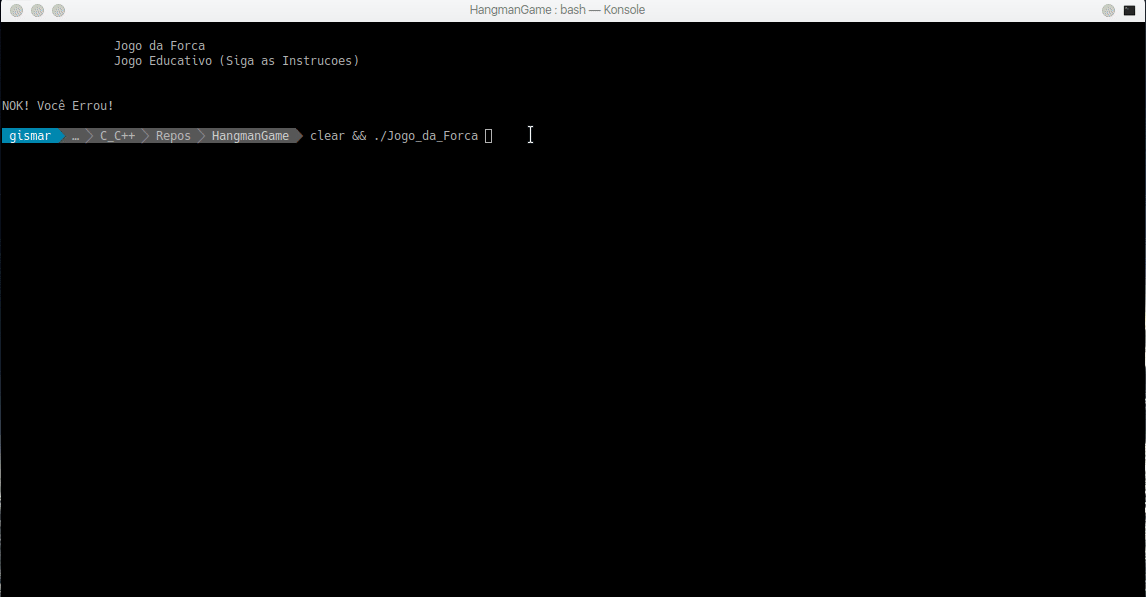 HangmanGame : bash — Konsole
Jogo da Forca
Jogo Educativo (Siga as Instrucoes)
NOK! Você Errou!
gismar … C_C++ Repos HangmanGame clear && ./Jogo_da_Forca